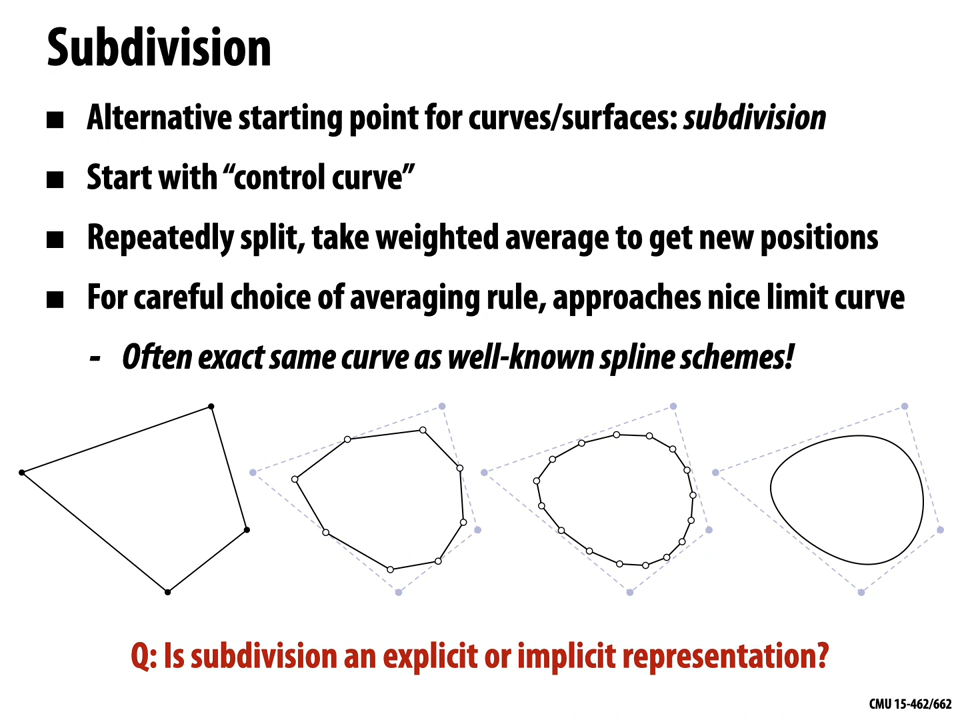 Subdivision
■ Alternative starting point for curves/surfaces: subdivision
■ Start with “control curve”
■ Repeatedly split, take weighted average to get new positions
■ For careful choice of averaging rule, approaches nice limit curve
- Often exact same curve as well-known spline schemes!
Q: Is subdivision an explicit or implicit representation?
CMU 15-462/662